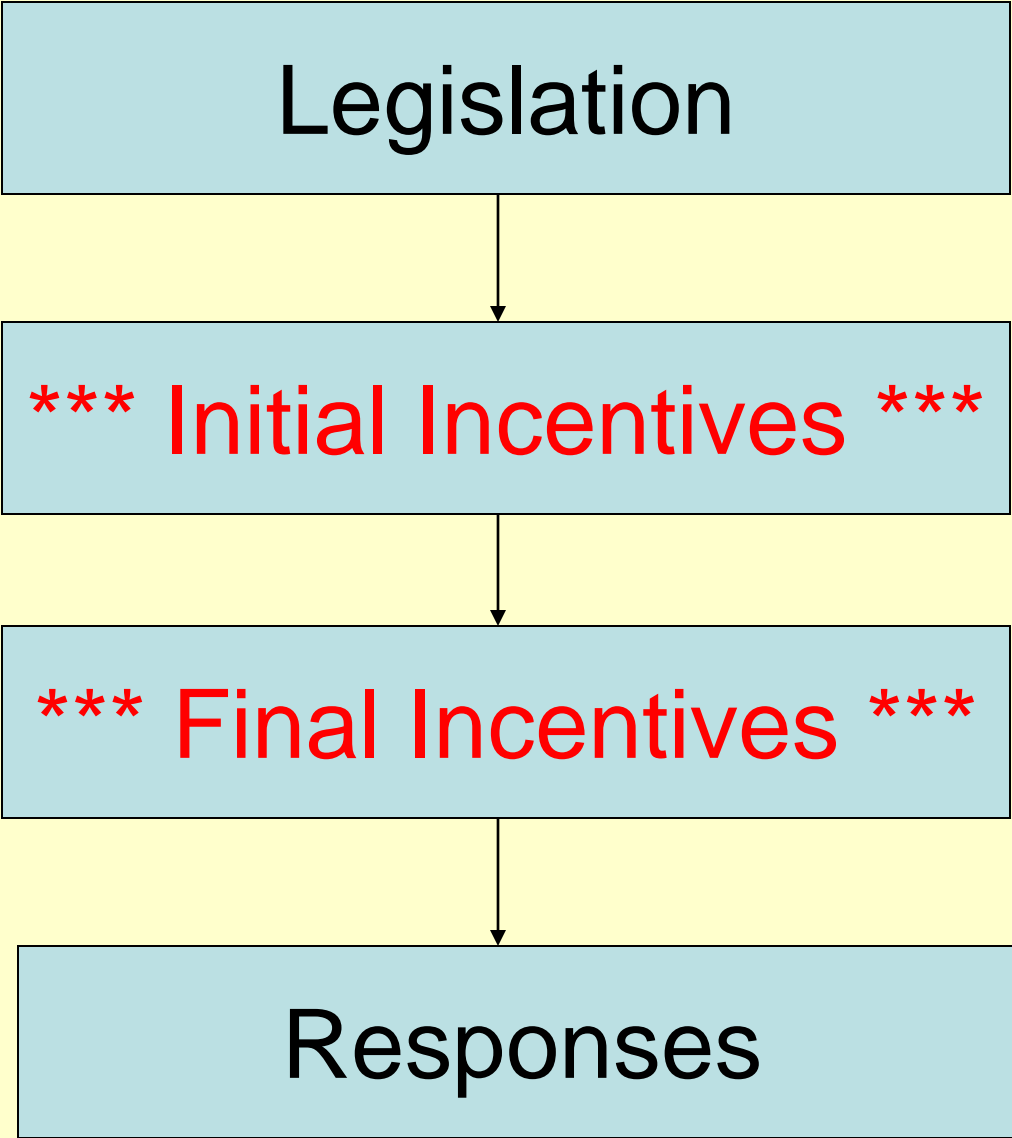 Legislation
*** Initial Incentives ***
*** Final Incentives ***
Responses